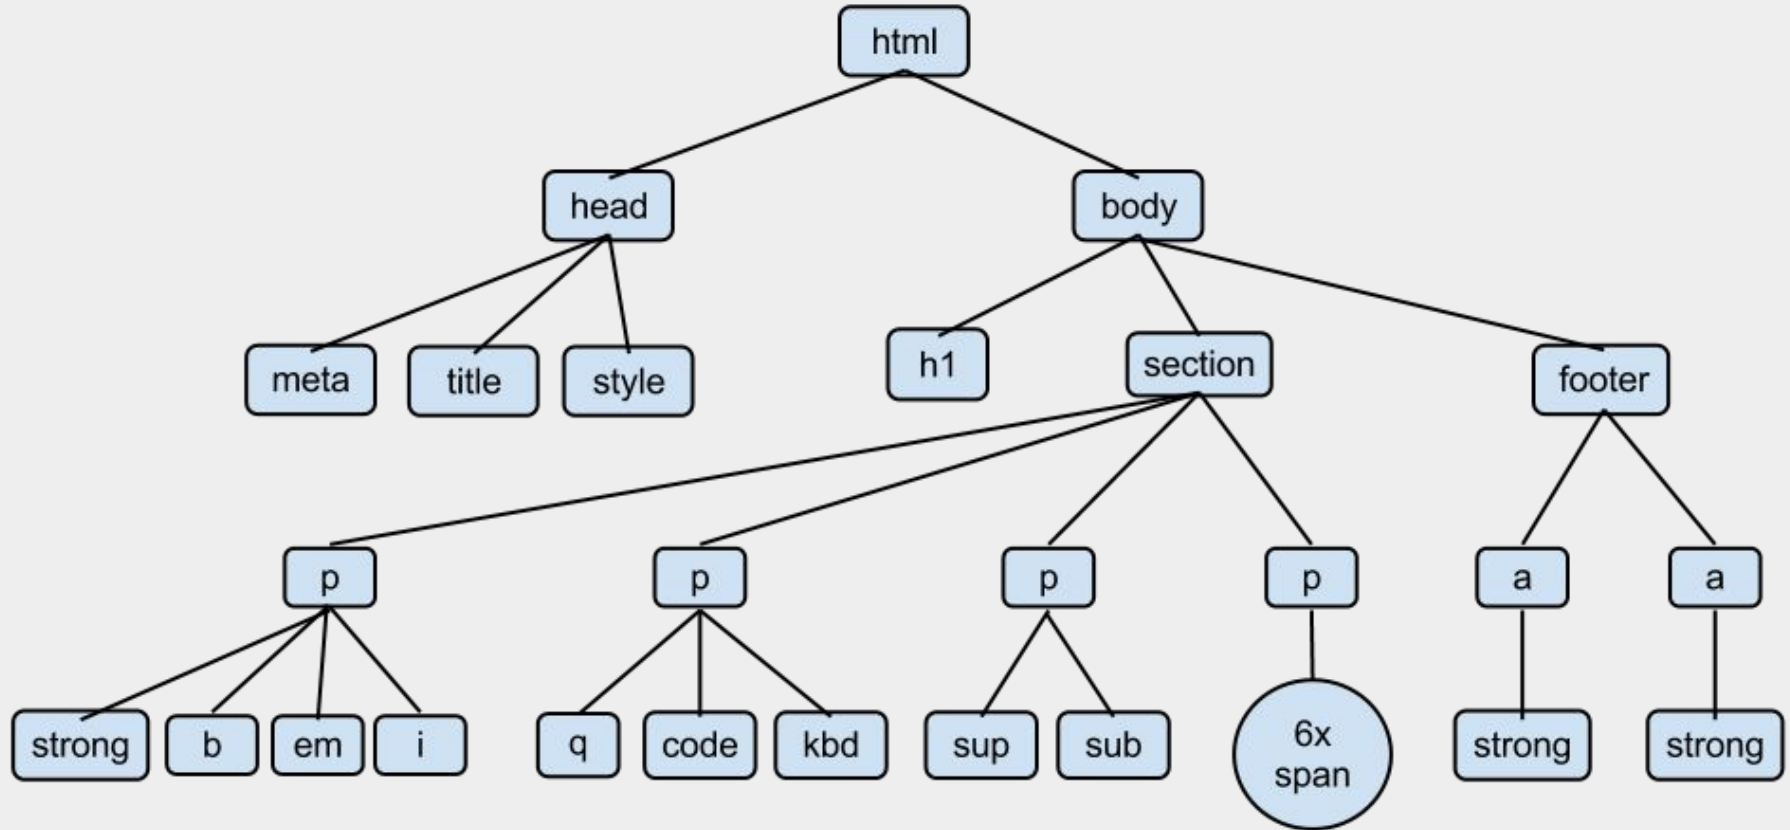 html
head
body
meta
title
style
h1
section
footer
p
p
p
p
a
a
strong
b
em
i
q
code
kbd
sup
sub
6x
span
strong
strong